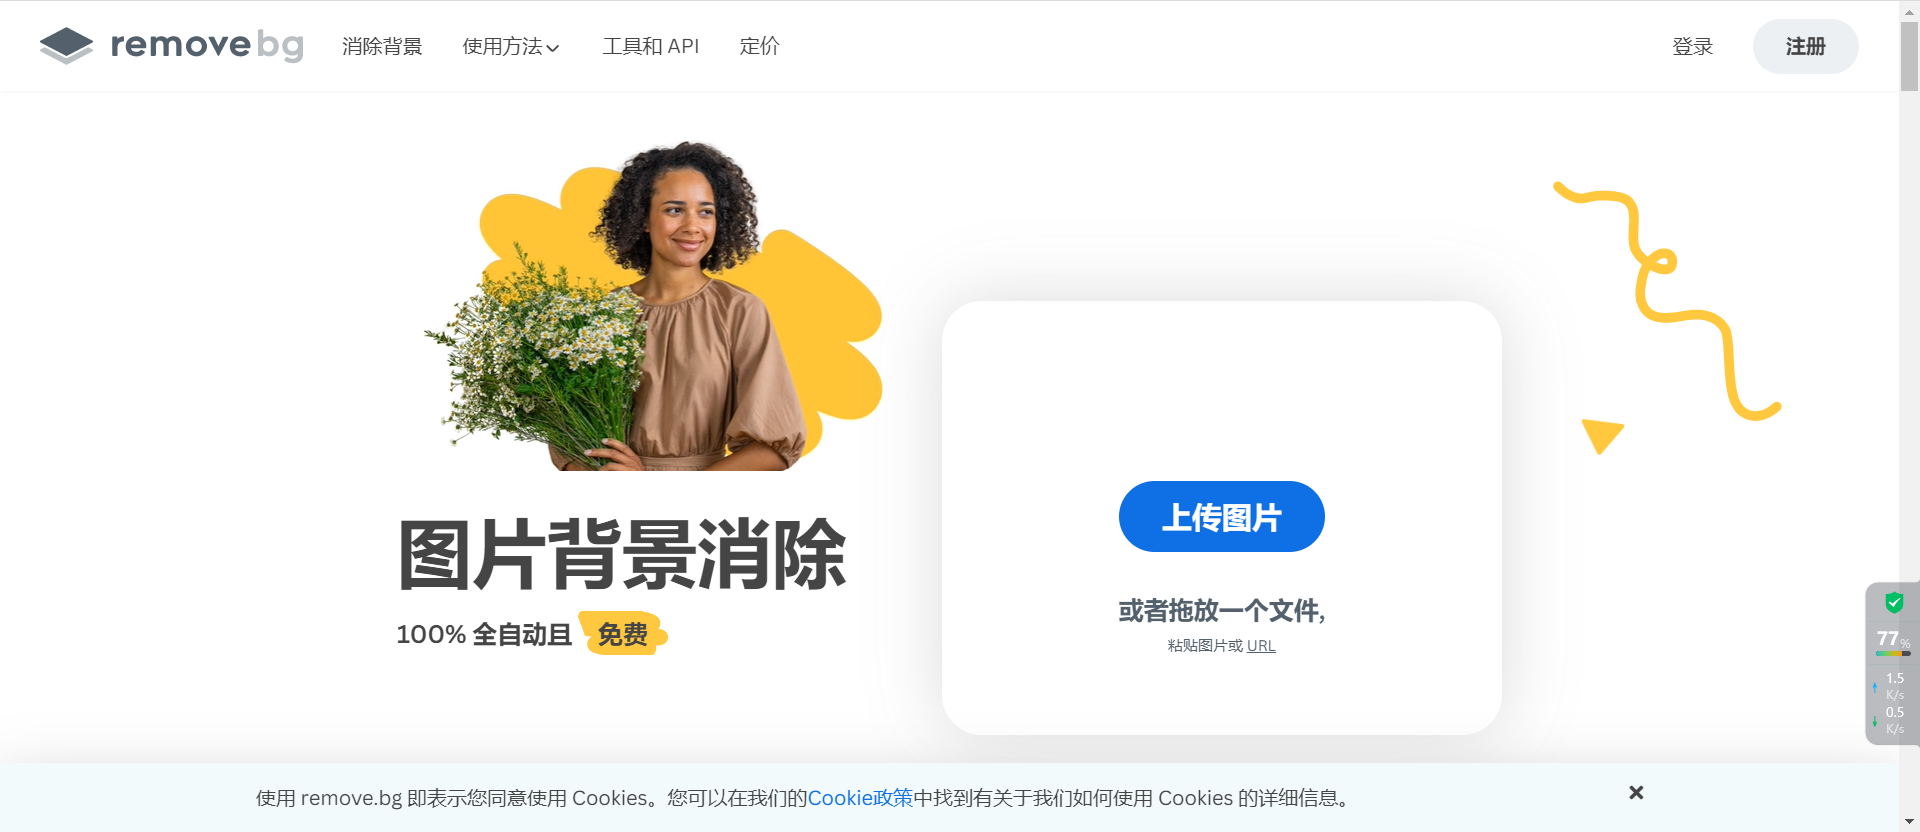 removebg 消除背景 使用方法 工具和 API 定价 登录 注册
上传图片
图片背景消除
或者拖放一个文件,
100% 全自动且 免费
粘贴图片或 URL
77%
1.5
K/s
0.5
K/s
使用 remove.bg 即表示您同意使用 Cookies。您可以在我们的Cookie政策中找到有关于我们如何使用 Cookies 的详细信息。